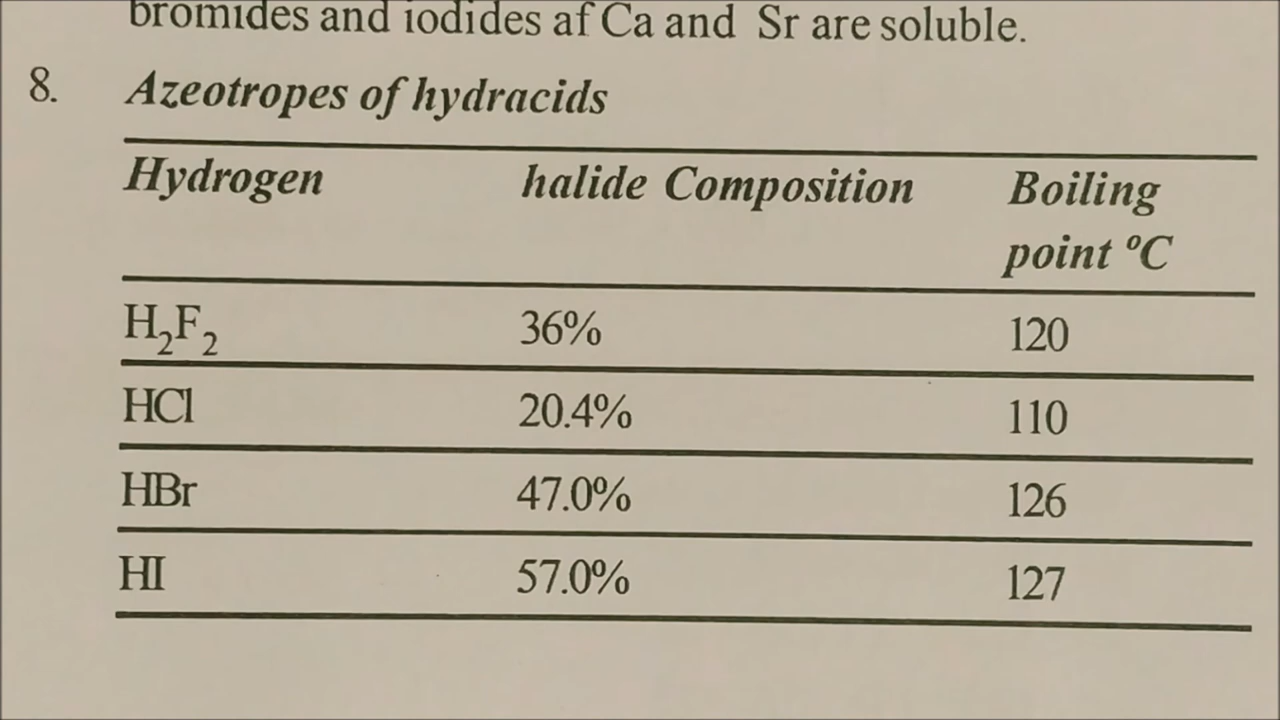 bromides and iodides af Ca and Sr are soluble.
8. Azeotropes of hydracids
Hydrogen halide Composition Boiling
point ºC
H₂F₂ 36% 120
HCl 20.4% 110
HBr 47.0% 126
HI 57.0% 127